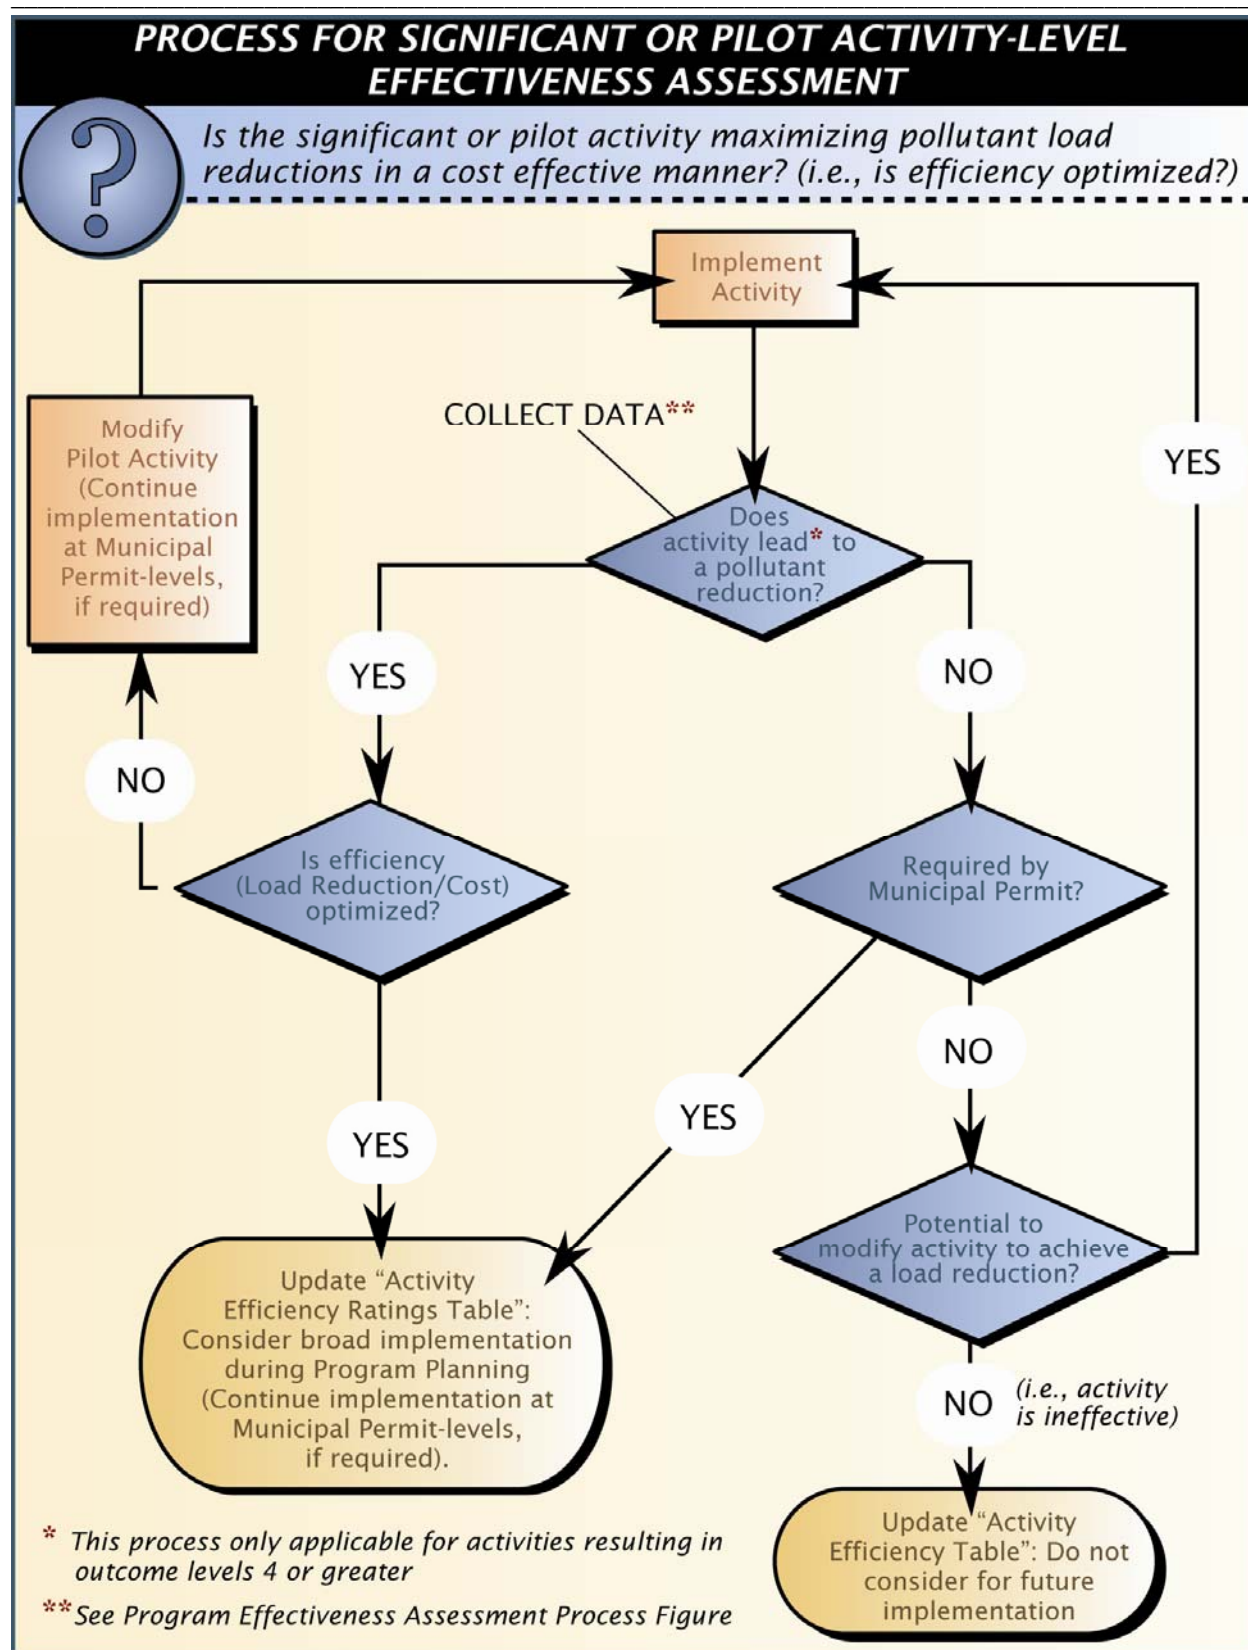 PROCESS FOR SIGNIFICANT OR PILOT ACTIVITY-LEVEL
EFFECTIVENESS ASSESSMENT
?
Is the significant or pilot activity maximizing pollutant load
reductions in a cost effective manner? (i.e., is efficiency optimized?)
Implement
Activity
Modify
Pilot Activity
(Continue
implementation
at Municipal
Permit-levels,
if required)
COLLECT DATA**
YES
Does
activity lead* to
a pollutant
reduction?
YES
NO
NO
Is efficiency
(Load Reduction/Cost)
optimized?
Required by
Municipal Permit?
NO
YES
YES
Potential to
modify activity to achieve
a load reduction?
Update “Activity
Efficiency Ratings Table”:
Consider broad implementation
during Program Planning
(Continue implementation at
Municipal Permit-levels,
if required).
NO
(i.e., activity
is ineffective)
Update “Activity
Efficiency Table”: Do not
consider for future
implementation
* This process only applicable for activities resulting in
outcome levels 4 or greater
**See Program Effectiveness Assessment Process Figure